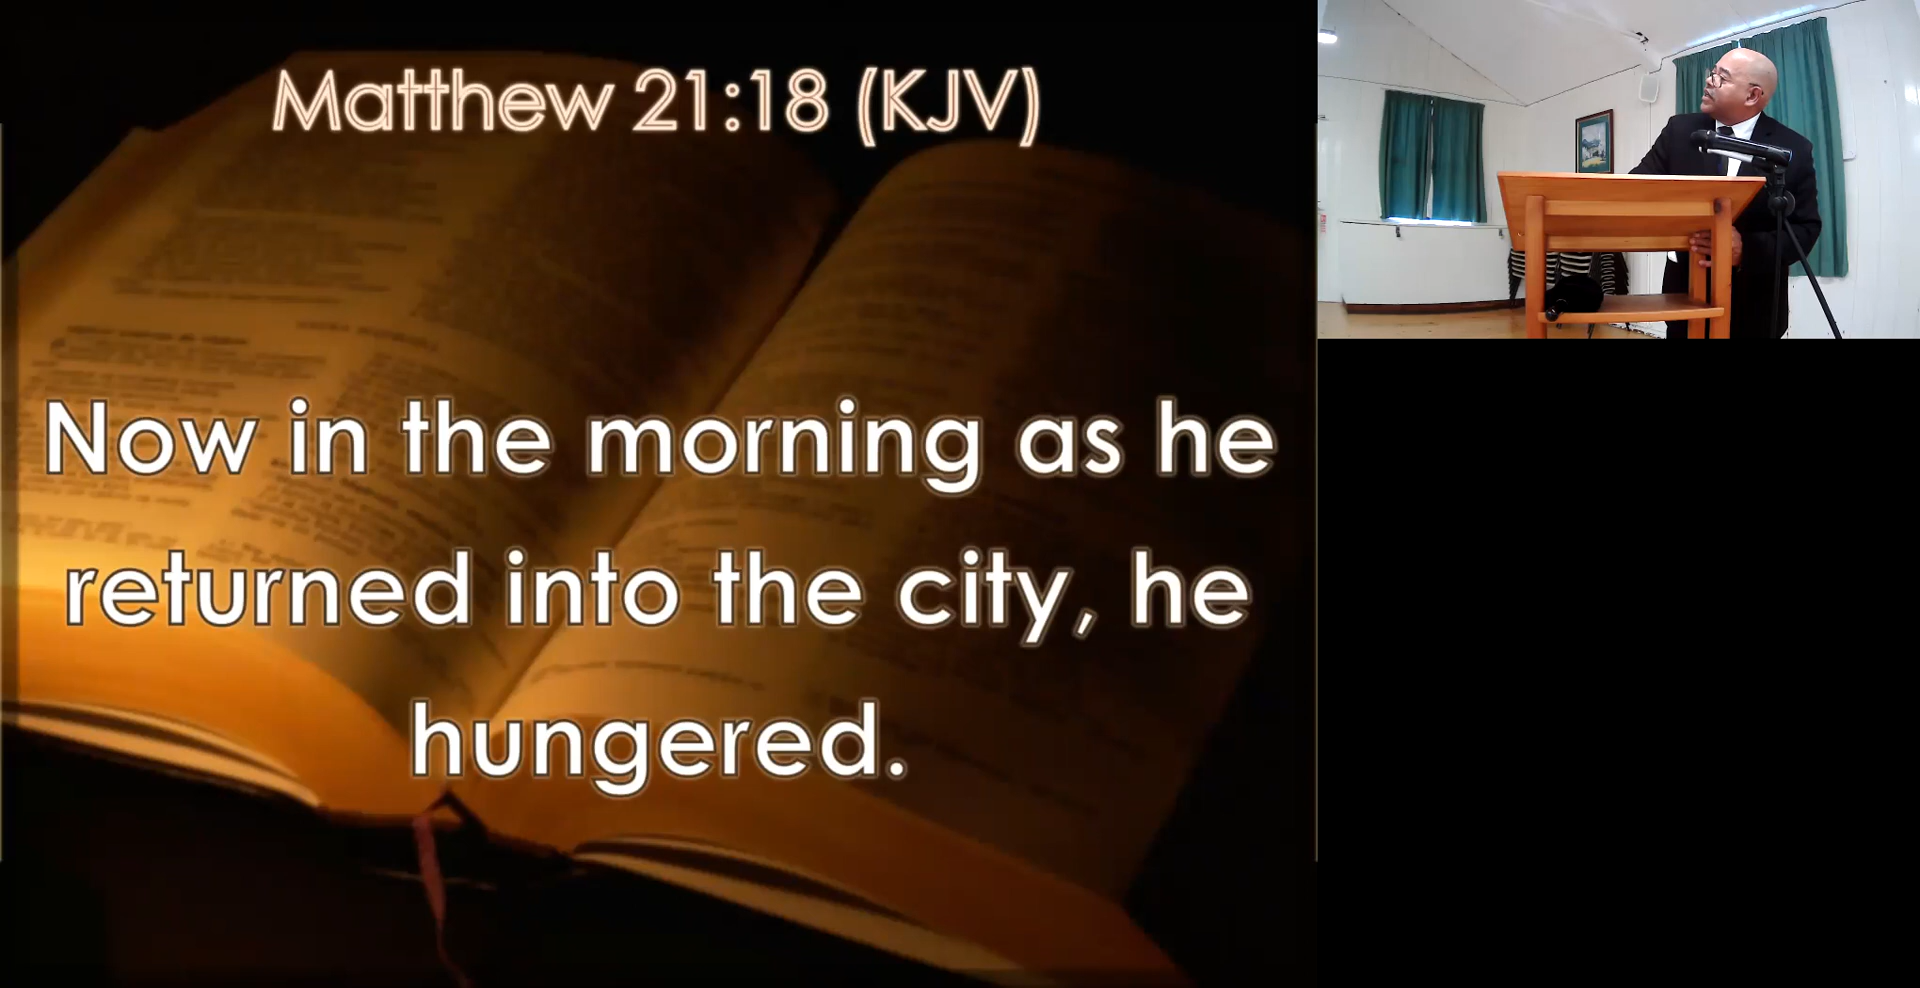 Matthew 21:18 (KJV)
Now in the morning as he
returned into the city, he
hungered.